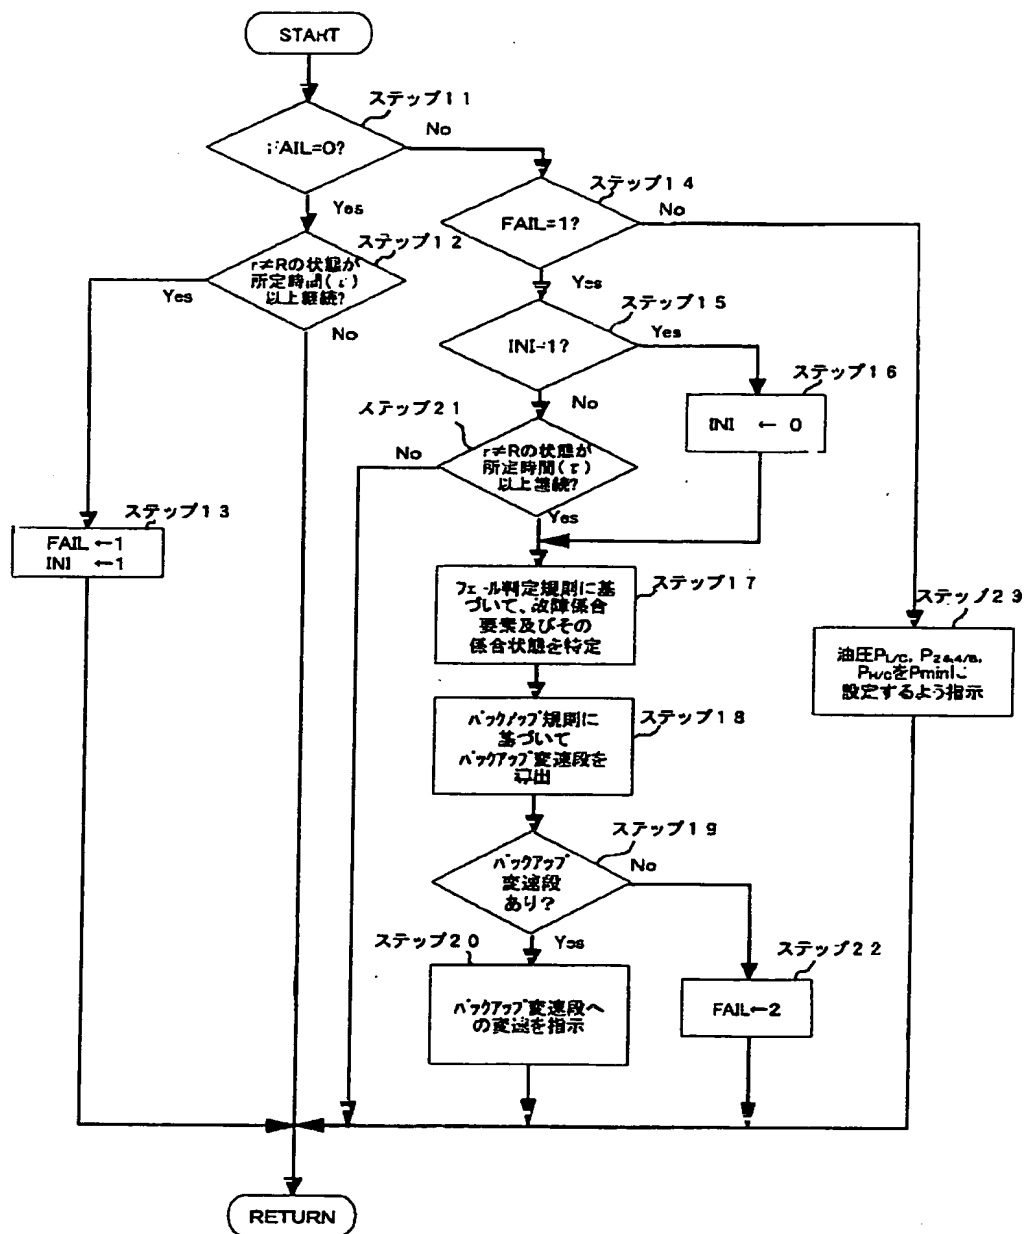 START
ステップ11
FAIL=0?
No
Yes
ステップ12
r≠Rの状態が
所定時間(τ)
以上継続?
Yes
No
ステップ13
FAIL ←1
INI ←1
ステップ14
FAIL=1?
No
Yes
ステップ15
INI=1?
Yes
No
ステップ16
INI ← 0
ステップ21
r≠Rの状態が
所定時間(τ)
以上継続?
No
Yes
ステップ17
フェール判定規則に基
づいて、故障係合
要素及びその
係合状態を特定
ステップ18
バックアップ規則に
基づいて
バックアップ変速段を
導出
ステップ19
バックアップ
変速段
あり?
No
Yes
ステップ20
バックアップ変速段へ
の変速を指示
ステップ22
FAIL←2
ステップ23
油圧PL/C, P2&4/B,
PH/CをPminに
設定するよう指示
RETURN